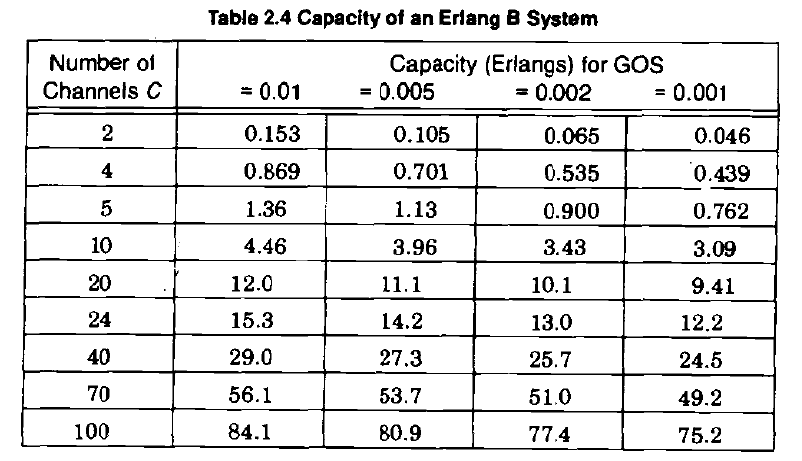 Table 2.4 Capacity of an Erlang B System
Number of Capacity (Erlangs) for GOS
Channels C = 0.01 = 0.005 = 0.002 = 0.001
2 0.153 0.105 0.065 0.046
4 0.869 0.701 0.535 0.439
5 1.36 1.13 0.900 0.762
10 4.46 3.96 3.43 3.09
20 12.0 11.1 10.1 9.41
24 15.3 14.2 13.0 12.2
40 29.0 27.3 25.7 24.5
70 56.1 53.7 51.0 49.2
100 84.1 80.9 77.4 75.2